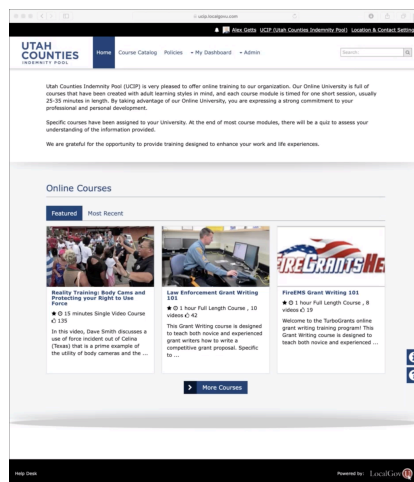 ucip.localgovu.com
Alex Getts UCIP (Utah Counties Indemnity Pool) Location & Contact Setting
UTAH
COUNTIES
INDEMNITY POOL
Home Course Catalog Policies My Dashboard Admin
Search
Utah Counties Indemnity Pool (UCIP) is very pleased to offer online training to our organization. Our Online University is full of
courses that have been created with adult learning styles in mind, and each course module is timed for one short session, usually
25-35 minutes in length. By taking advantage of our Online University, you are expressing a strong commitment to your
professional and personal development.
Specific courses have been assigned to your University. At the end of most course modules, there will be a quiz to assess your
understanding of the information provided.
We are grateful for the opportunity to provide training designed to enhance your work and life experiences.
Online Courses
Featured Most Recent
FIREGRANTSHE
Reality Training: Body Cams and
Protecting your Right to Use
Force
★ 15 minutes Single Video Course
135
In this video, Dave Smith discusses a
use of force incident out of Celina
(Texas) that is a prime example of
the utility of body cameras and the ...
Law Enforcement Grant Writing
101
★ 1 hour Full Length Course , 10
videos 42
This Grant Writing course is designed
to teach both novice and experienced
grant writers how to write a
competitive grant proposal. Specific
to ...
FireEMS Grant Writing 101
★ 1 hour Full Length Course , 8
videos 19
Welcome to the TurboGrants online
grant writing training program! This
Grant Writing course is designed to
teach both novice and experienced ...
More Courses
Help Desk
Powered by: LocalGov